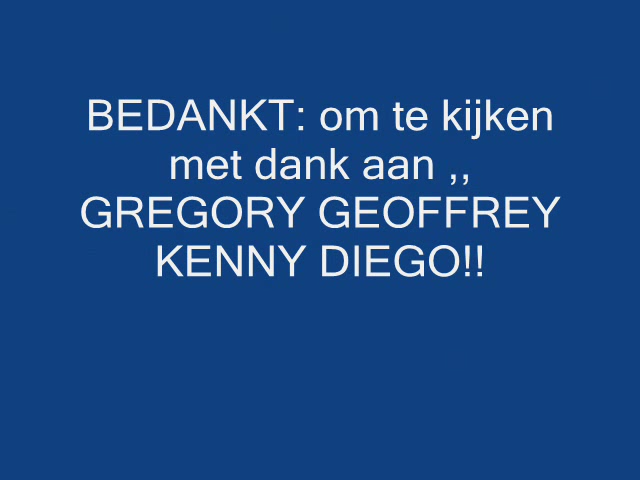 BEDANKT: om te kijken
met dank aan ,,
GREGORY GEOFFREY
KENNY DIEGO!!